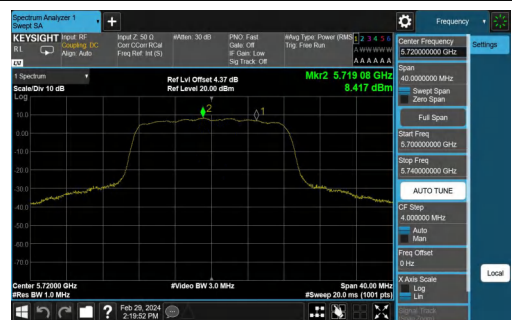 Spectrum Analyzer 1
Swept SA
Frequency
KEYSIGHT
Input: RF
Coupling: DC
Align: Auto
Input Z: 50 Ω
Corr CCorr RCal
Freq Ref: Int (S)
#Atten: 30 dB
PNO: Fast
Gate: Off
IF Gain: Low
Sig Track: Off
#Avg Type: Power (RMS
Trig: Free Run
1 2 3 4 5 6
A W W W W W
A A A A A A
RL
LXI
1 Spectrum
Scale/Div 10 dB
Ref Lvl Offset 4.37 dB
Ref Level 20.00 dBm
Mkr2 5.719 08 GHz
8.417 dBm
Log
10.0
0.00
-10.0
-20.0
-30.0
-40.0
-50.0
-60.0
-70.0
2
1
Center 5.72000 GHz
#Res BW 1.0 MHz
#Video BW 3.0 MHz
Span 40.00 MHz
#Sweep 20.0 ms (1001 pts)
Feb 29, 2024
2:19:52 PM
Center Frequency
5.720000000 GHz
Settings
Span
40.0000000 MHz
Swept Span
Zero Span
Full Span
Start Freq
5.700000000 GHz
Stop Freq
5.740000000 GHz
AUTO TUNE
CF Step
4.000000 MHz
Auto
Man
Freq Offset
0 Hz
X Axis Scale
Log
Lin
Local